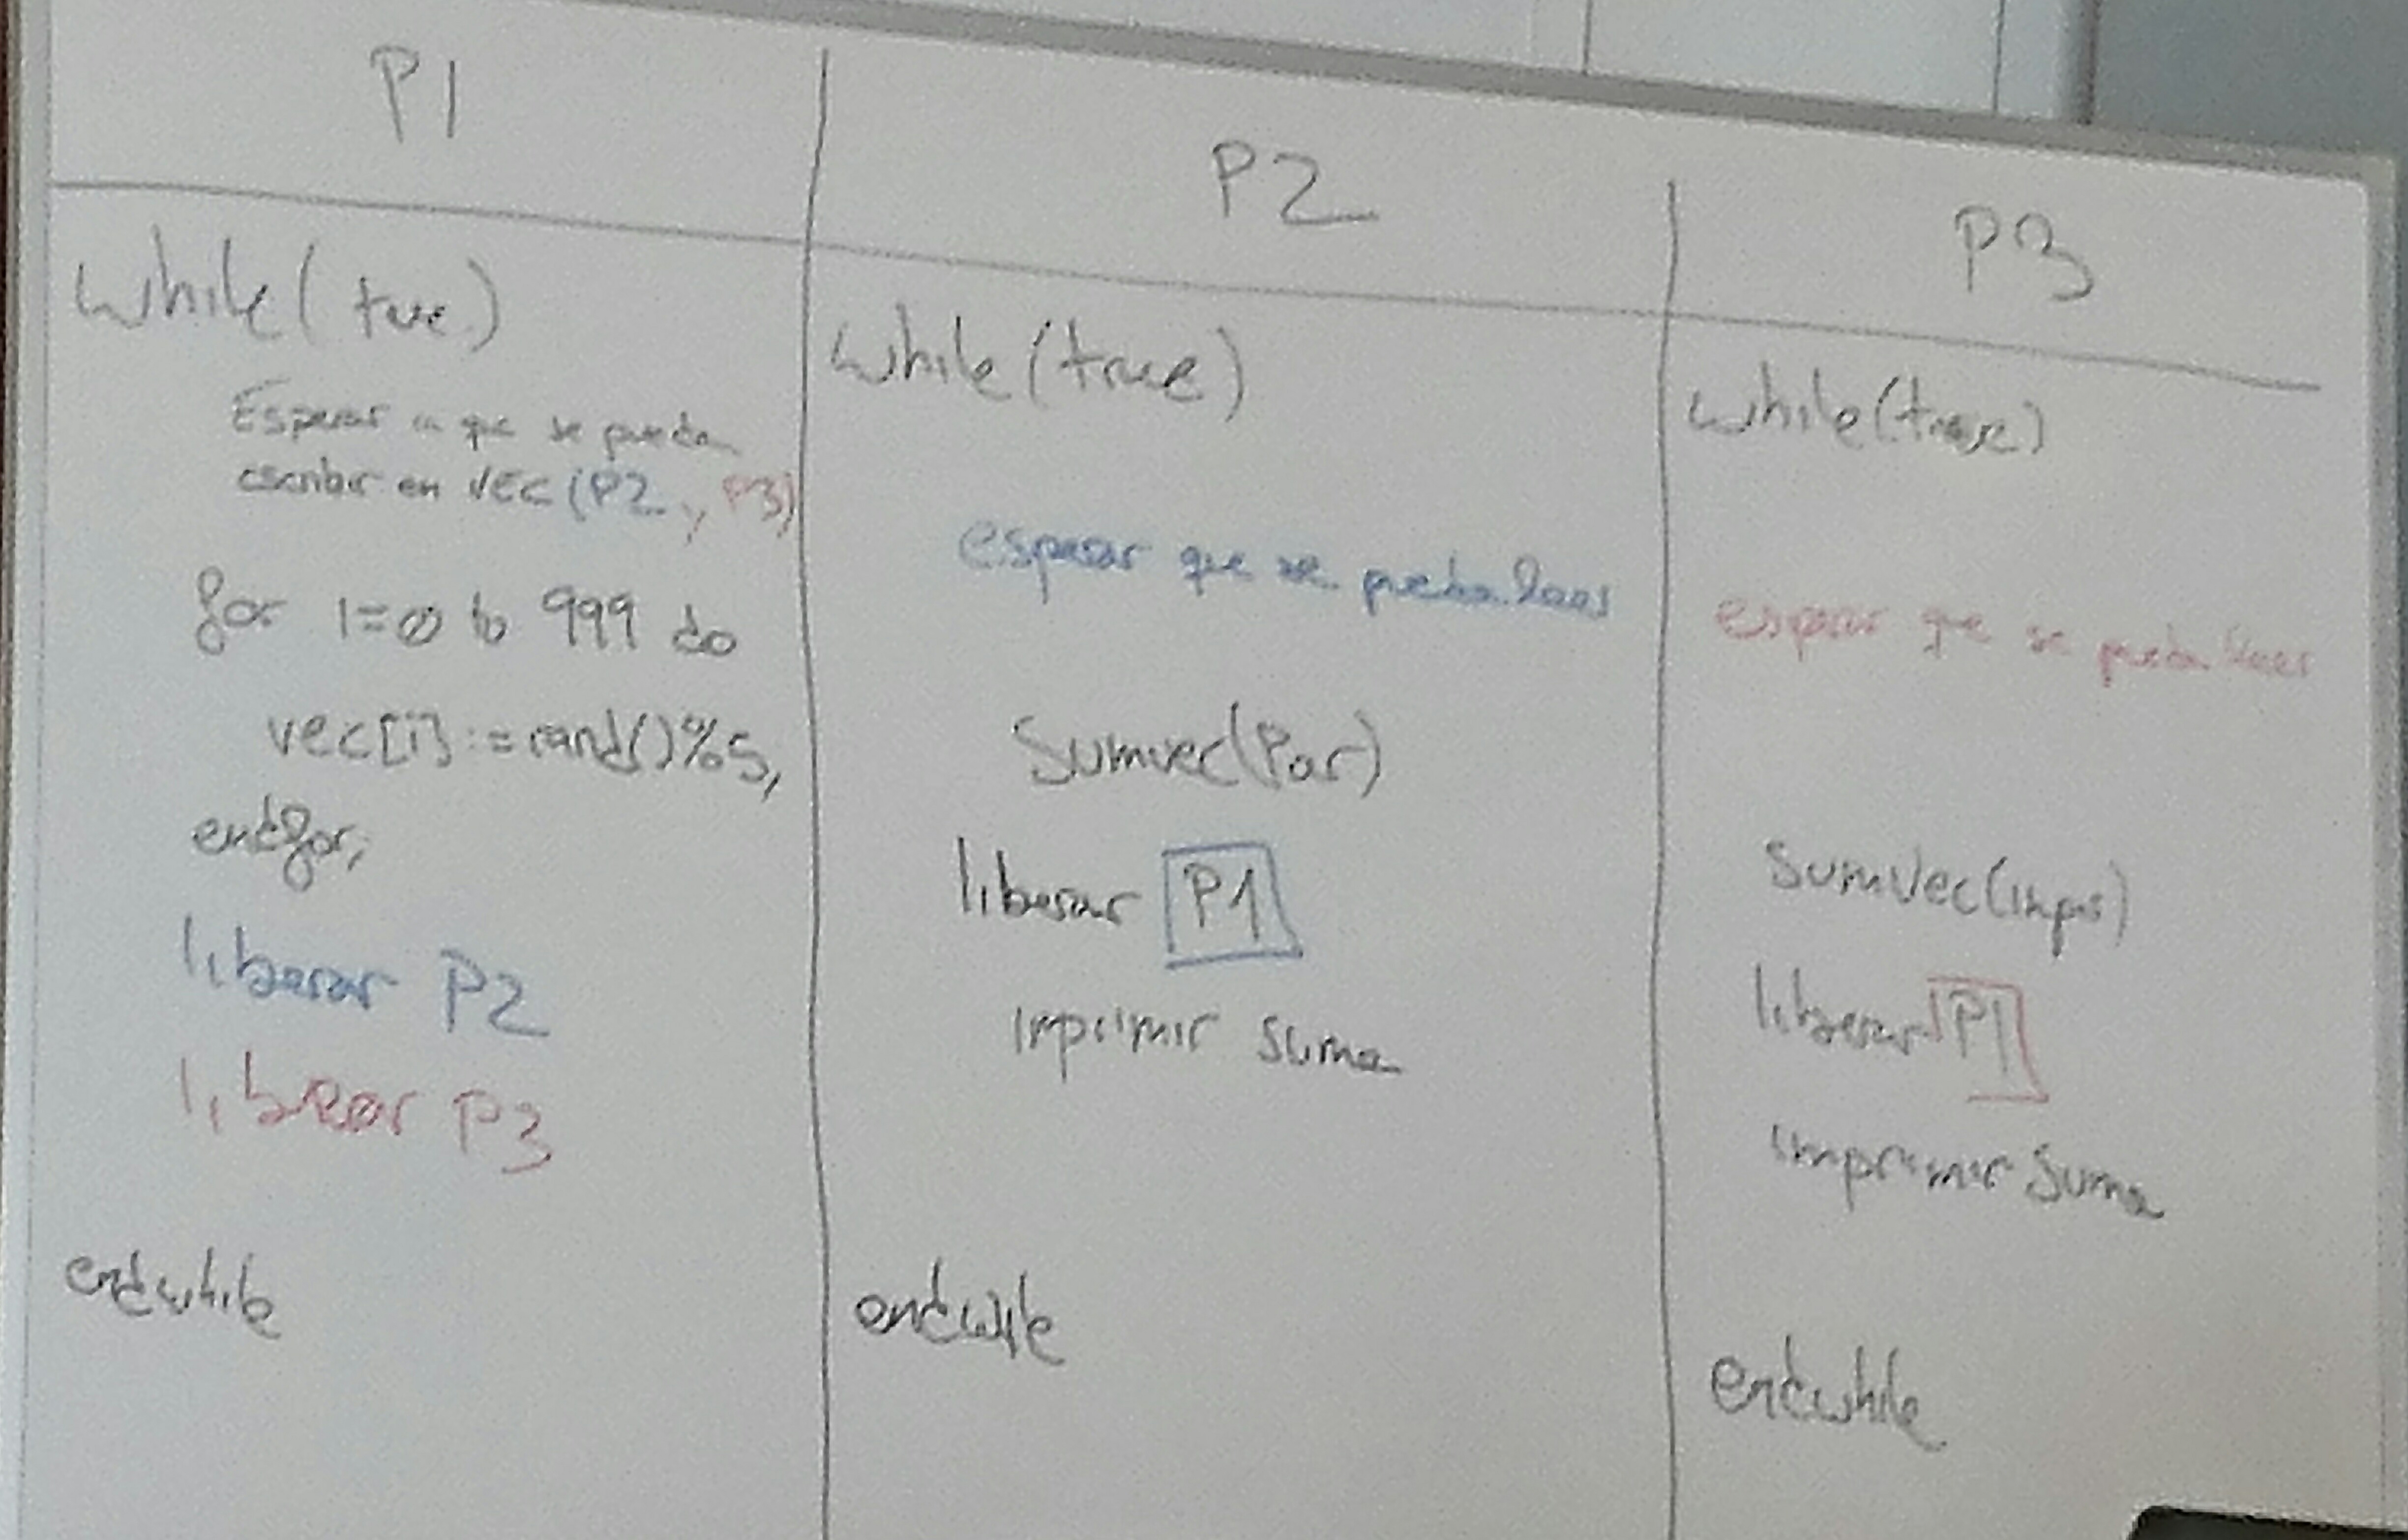 P1
while( true)
Esperar a que se pueda
escribir en vec (P2 y P3)
for i=0 to 999 do
vec[i]:=rand()%5;
endfor;
liberar P2
liberar P3
endwhile
P2
while(true)
esperar que se pueda leer
Sumvec(Par)
liberar P1
imprimir suma
endwile
P3
while(true)
esperar que se pueda leer
SumVec(Impar)
liberar P1
imprimir Suma
endwhile